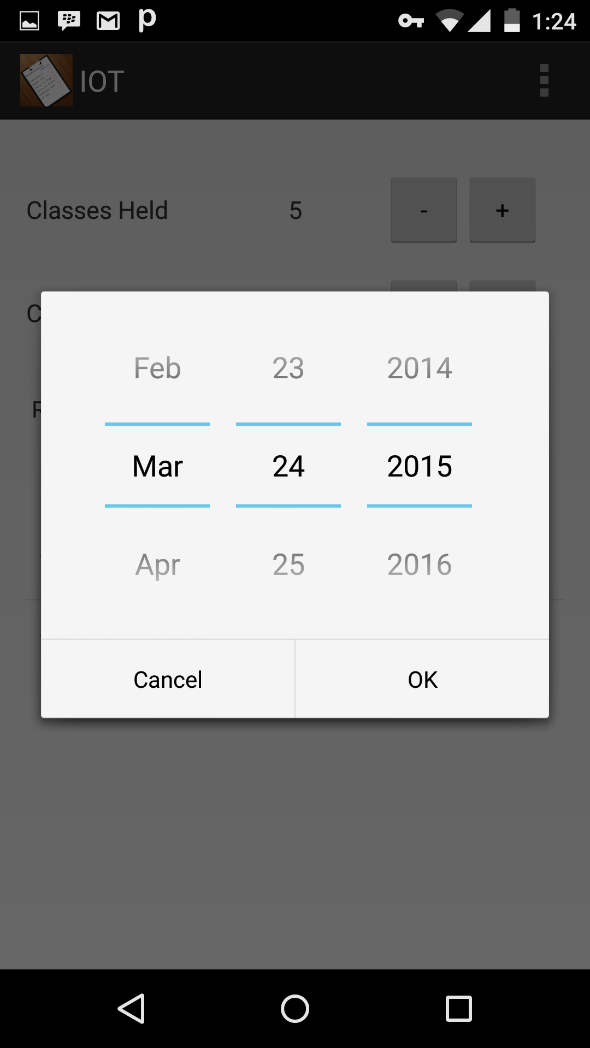 1:24
IOT
Classes Held 5 - +
Feb 23 2014
Mar 24 2015
Apr 25 2016
Cancel OK